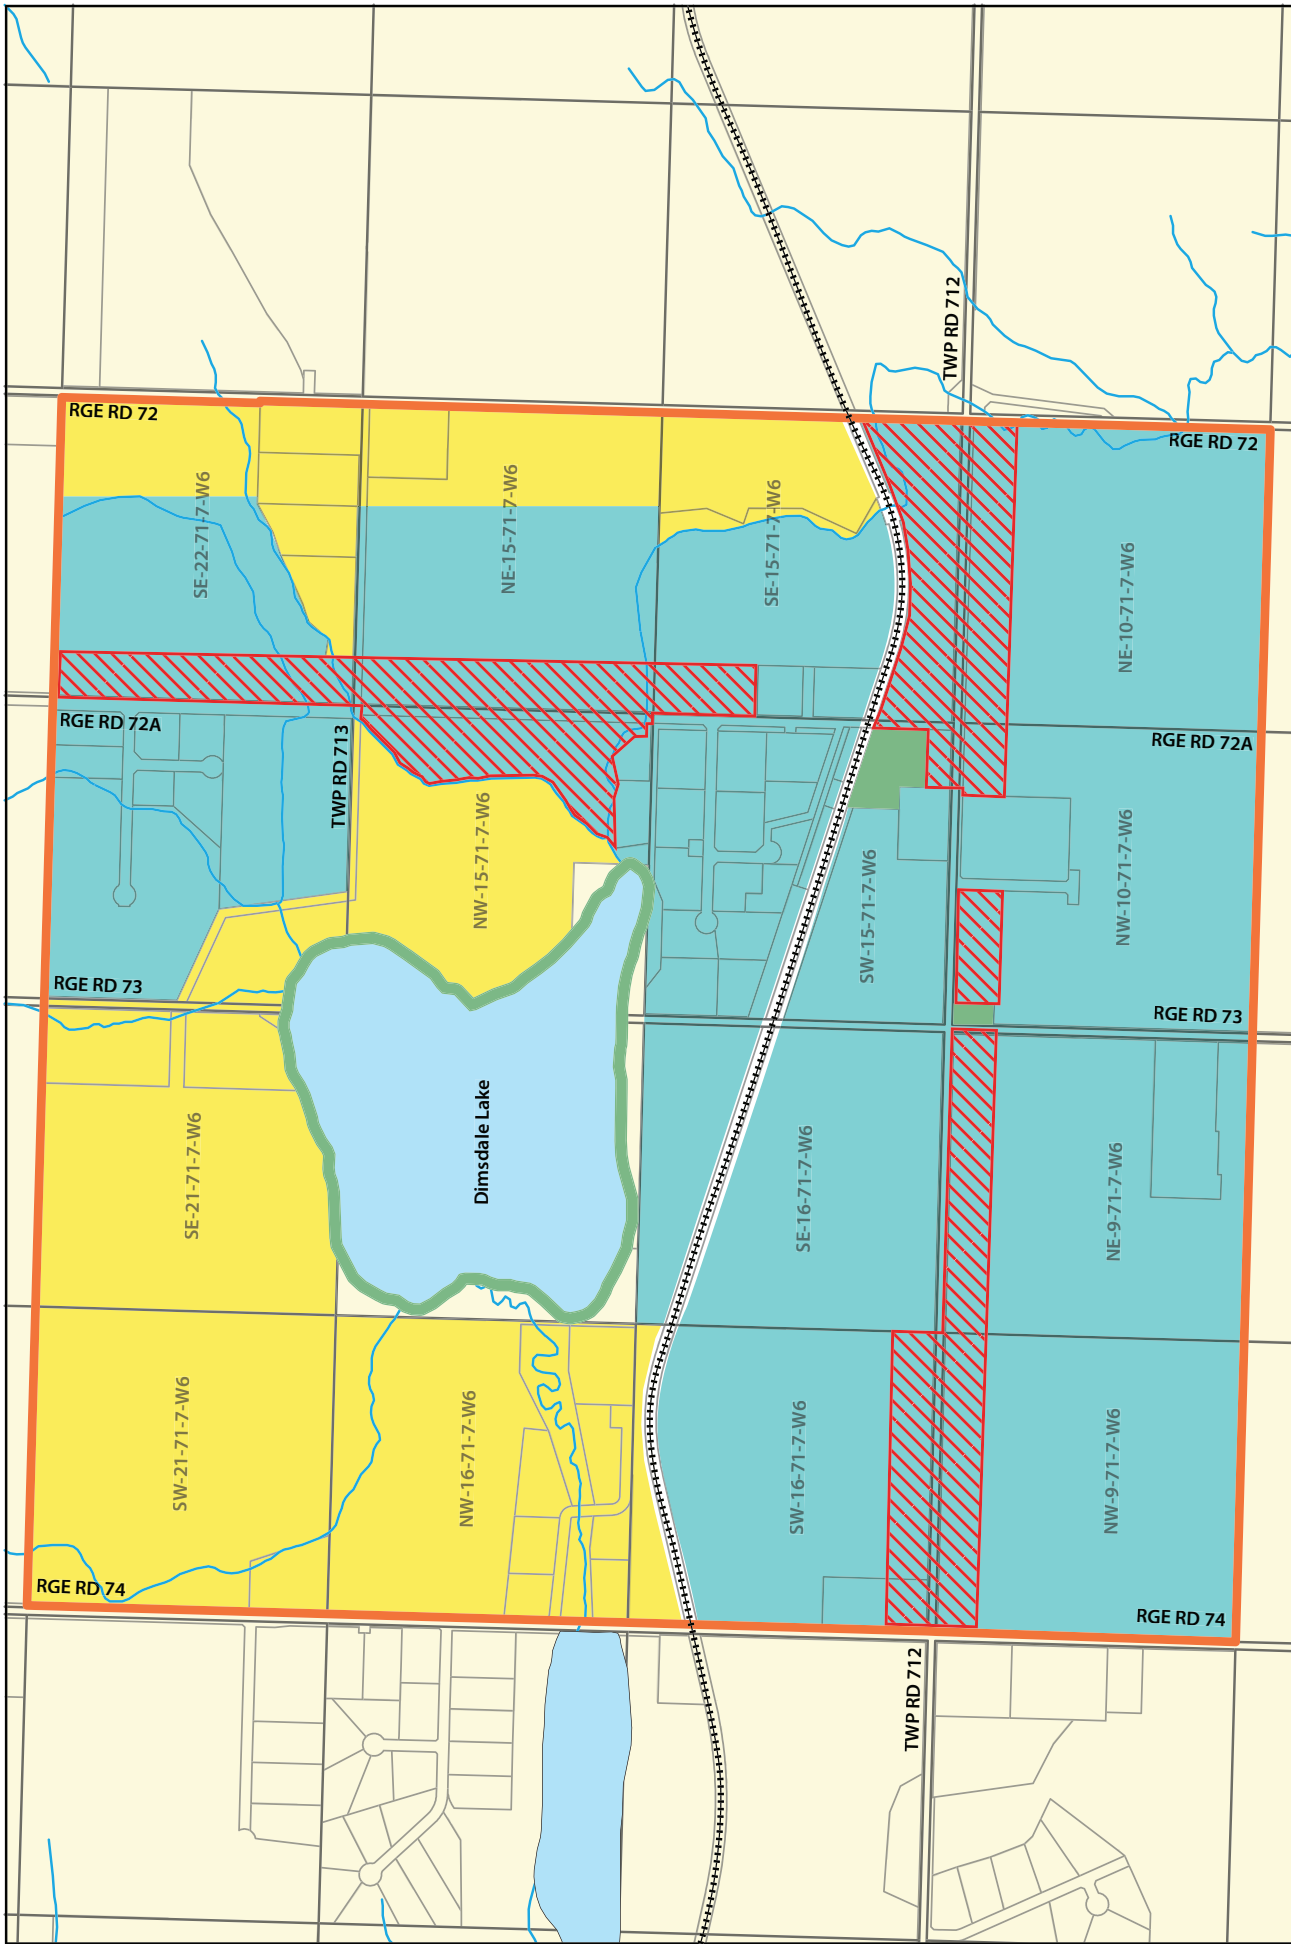 TWP RD 712
RGE RD 72
RGE RD 72
SE-22-71-7-W6
NE-15-71-7-W6
SE-15-71-7-W6
NE-10-71-7-W6
RGE RD 72A
TWP RD 713
RGE RD 72A
NW-15-71-7-W6
SW-15-71-7-W6
NW-10-71-7-W6
RGE RD 73
RGE RD 73
SE-21-71-7-W6
Dimsdale Lake
SE-16-71-7-W6
NE-9-71-7-W6
SW-21-71-7-W6
NW-16-71-7-W6
SW-16-71-7-W6
NW-9-71-7-W6
RGE RD 74
RGE RD 74
TWP RD 712